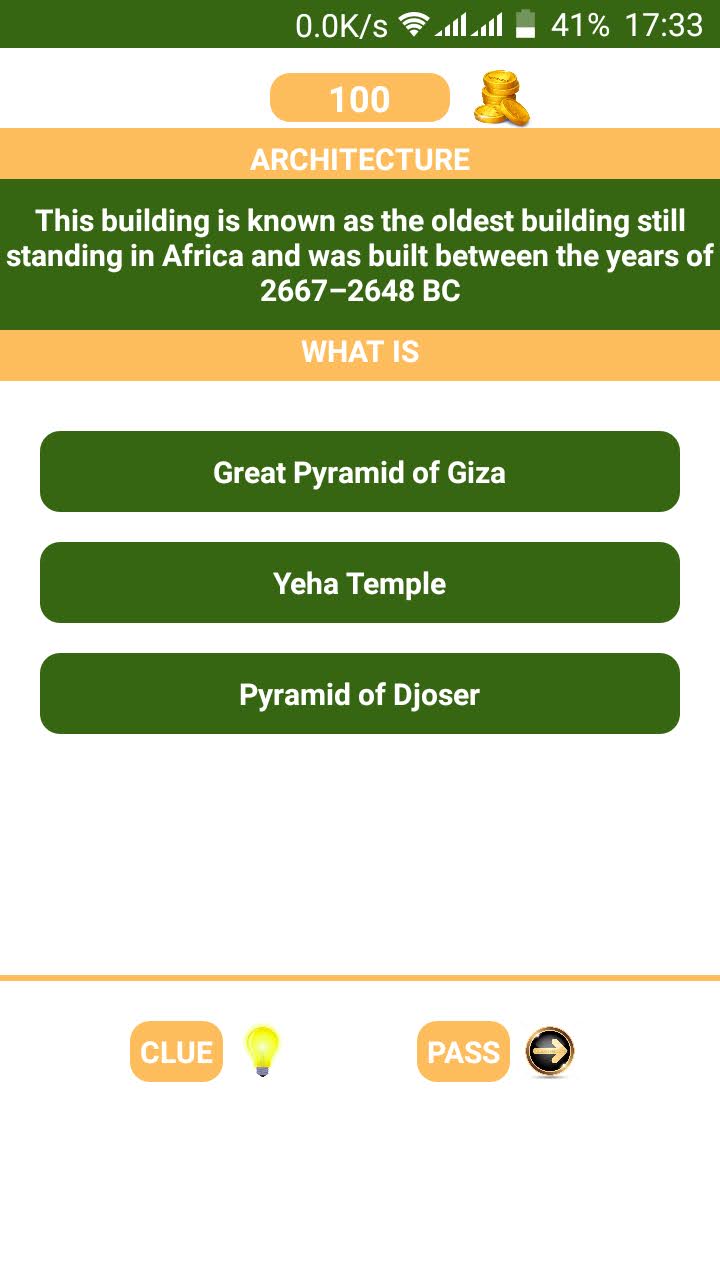 0.0K/s 41% 17:33
100
ARCHITECTURE
This building is known as the oldest building still
standing in Africa and was built between the years of
2667–2648 BC
WHAT IS
Great Pyramid of Giza
Yeha Temple
Pyramid of Djoser
CLUE
PASS